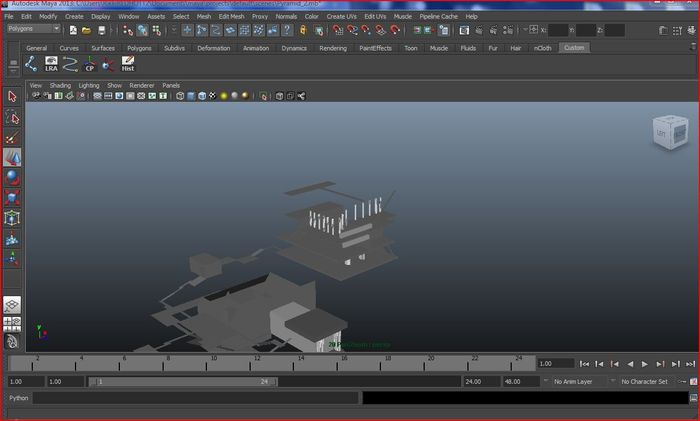 Autodesk Maya 2013
File Edit Modify Create Display Window Assets Select Mesh Edit Mesh Proxy Normals Color Create UVs Edit UVs Muscle Pipeline Cache Help
Polygons
X: Y: Z:
General Curves Surfaces Polygons Subdivs Deformation Animation Dynamics Rendering PaintEffects Toon Muscle Fluids Fur Hair nCloth Custom
LRA CP Hist
View Shading Lighting Show Renderer Panels
LEFT
y
2 4 6 8 10 12 14 16 18 20 22 24 1.00
1.00 1.00 1 24 24.00 48.00 No Anim Layer No Character Set
Python